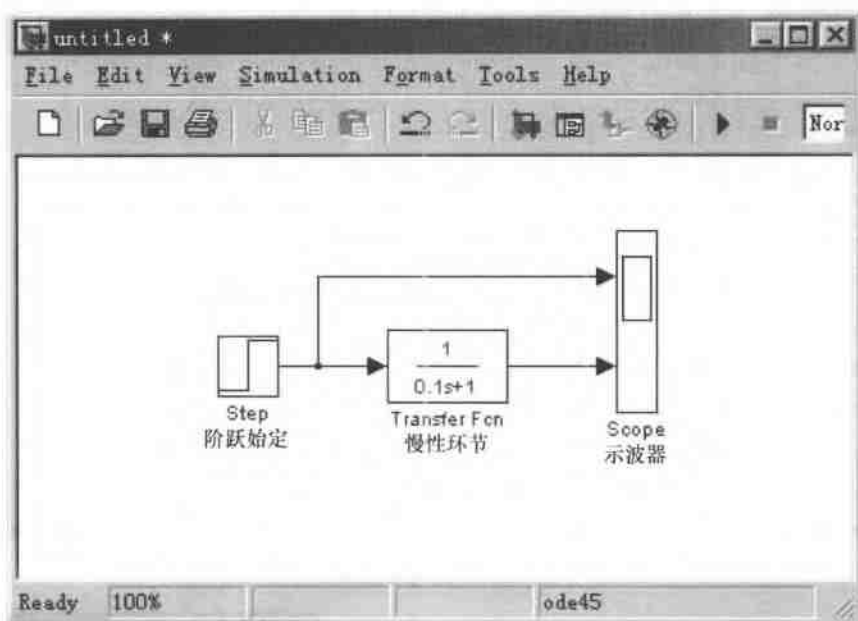 untitled *
File Edit View Simulation Format Tools Help
Nor
1
0.1s+1
Step
阶跃始定
Transfer Fcn
慢性环节
Scope
示波器
Ready 100% ode45